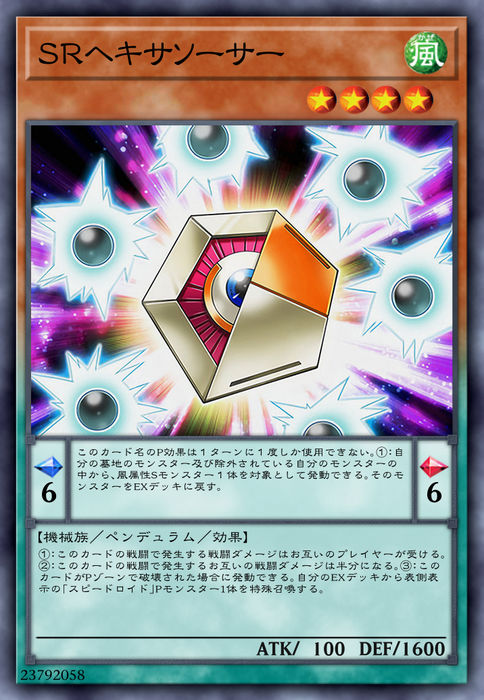 SRヘキサソーサー
かぜ
風
このカード名のP効果は1ターンに1度しか使用できない。①:自
分の墓地のモンスター及び除外されている自分のモンスターの
中から、風属性Sモンスター1体を対象として発動できる。そのモ
ンスターをEXデッキに戻す。
6
6
【機械族/ペンデュラム/効果】
①:このカードの戦闘で発生する戦闘ダメージはお互いのプレイヤーが受ける。
②:このカードの戦闘で発生するお互いの戦闘ダメージは半分になる。③:この
カードがPゾーンで破壊された場合に発動できる。自分のEXデッキから表側表
示の「スピードロイド」Pモンスター1体を特殊召喚する。
ATK/ 100 DEF/1600
23792058